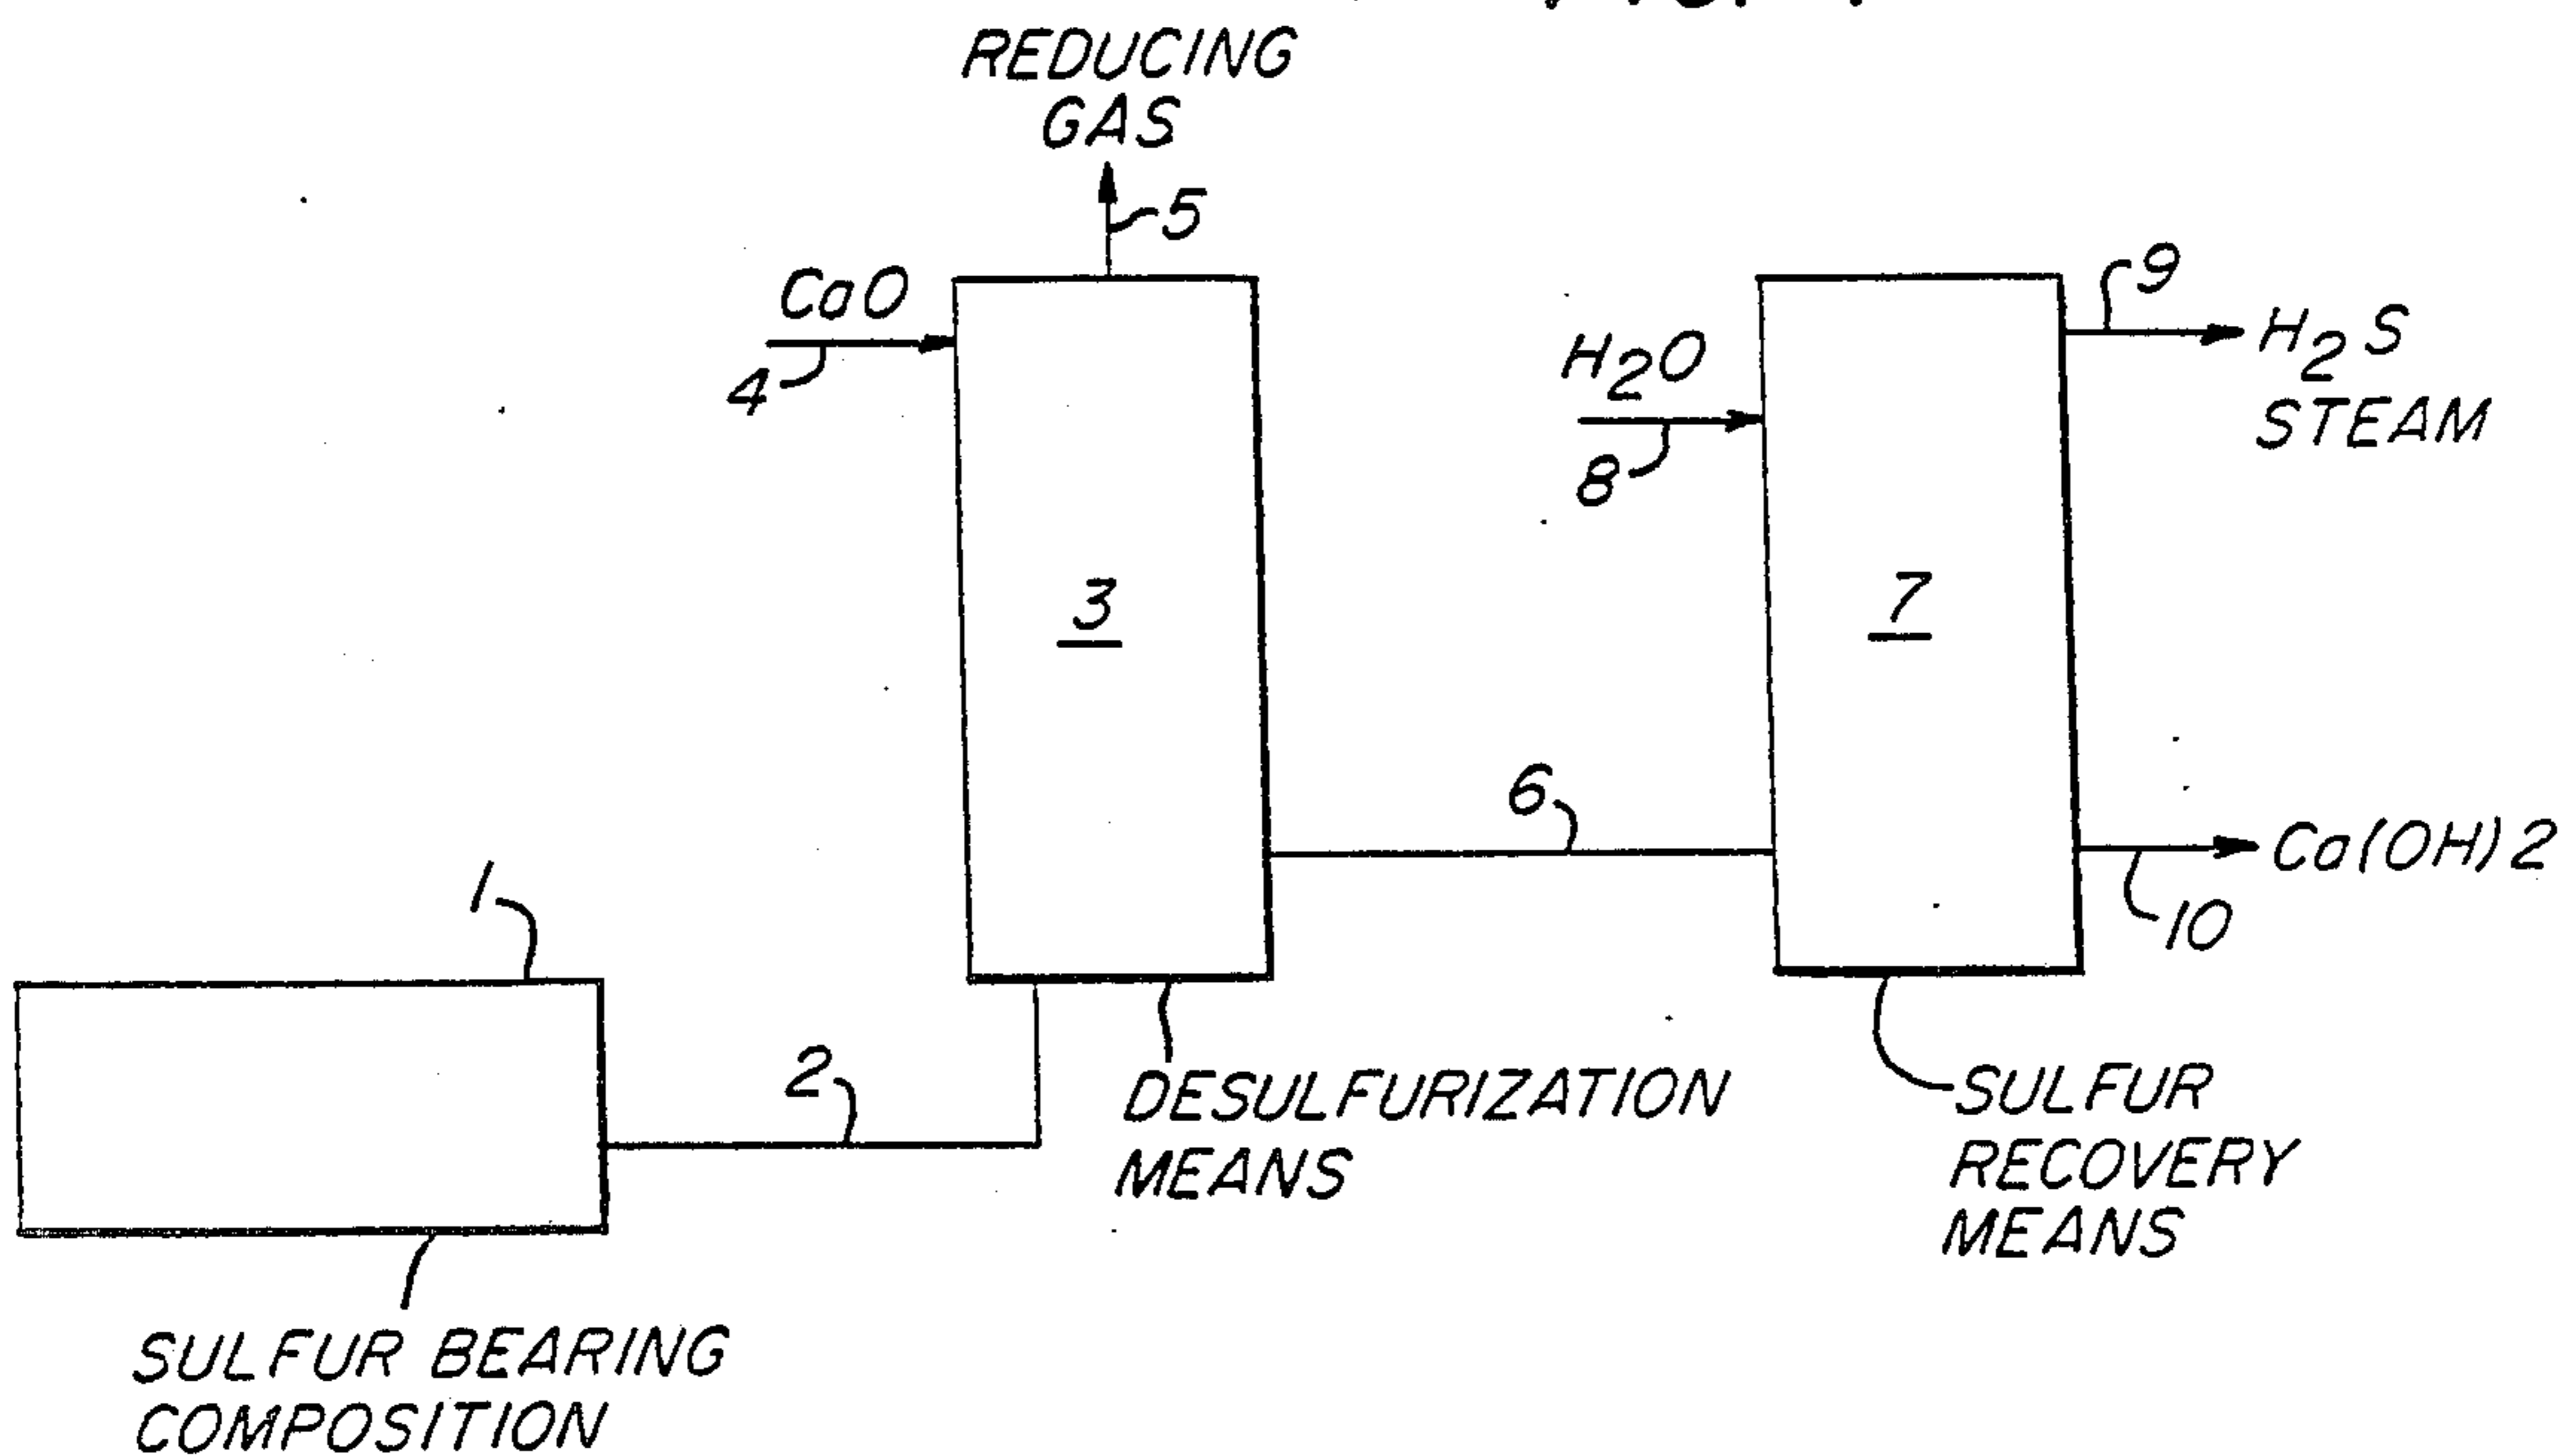 REDUCING
GAS
5
CaO
4
9
H2S
STEAM
H2O
8
3
7
6
Ca(OH)2
10
1
2
DESULFURIZATION
MEANS
SULFUR
RECOVERY
MEANS
SULFUR BEARING
COMPOSITION